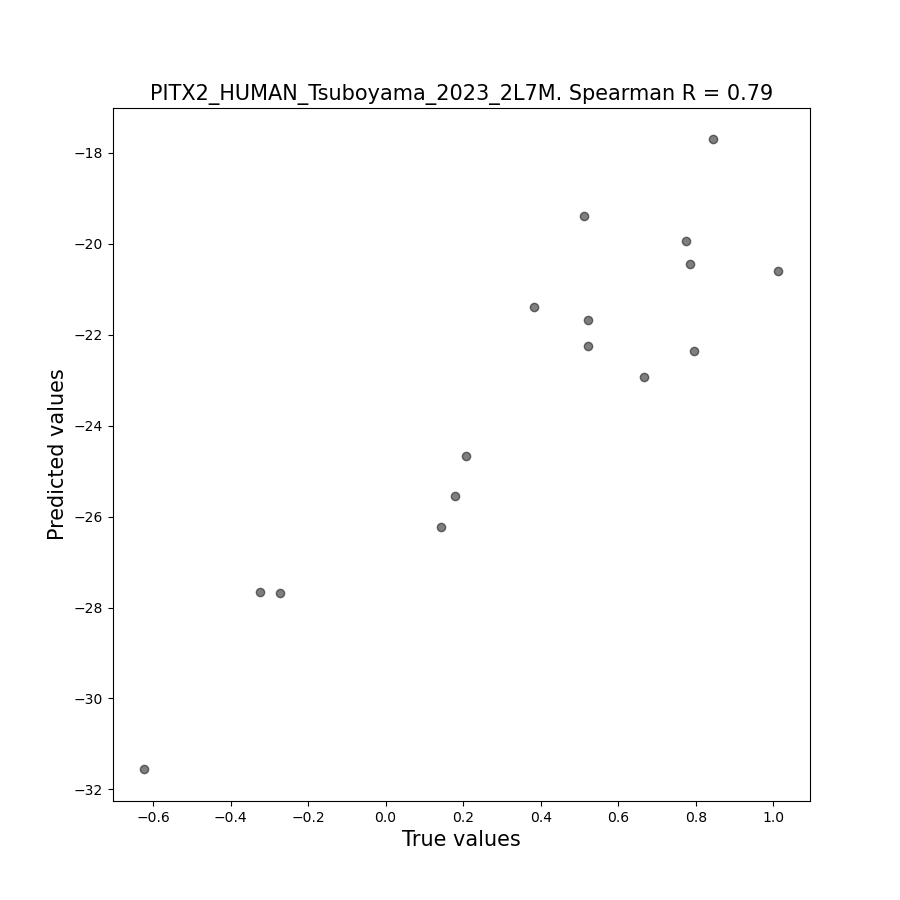 PITX2_HUMAN_Tsuboyama_2023_2L7M. Spearman R = 0.79
−18
−20
−22
−24
−26
−28
−30
−32
Predicted values
−0.6 −0.4 −0.2 0.0 0.2 0.4 0.6 0.8 1.0
True values